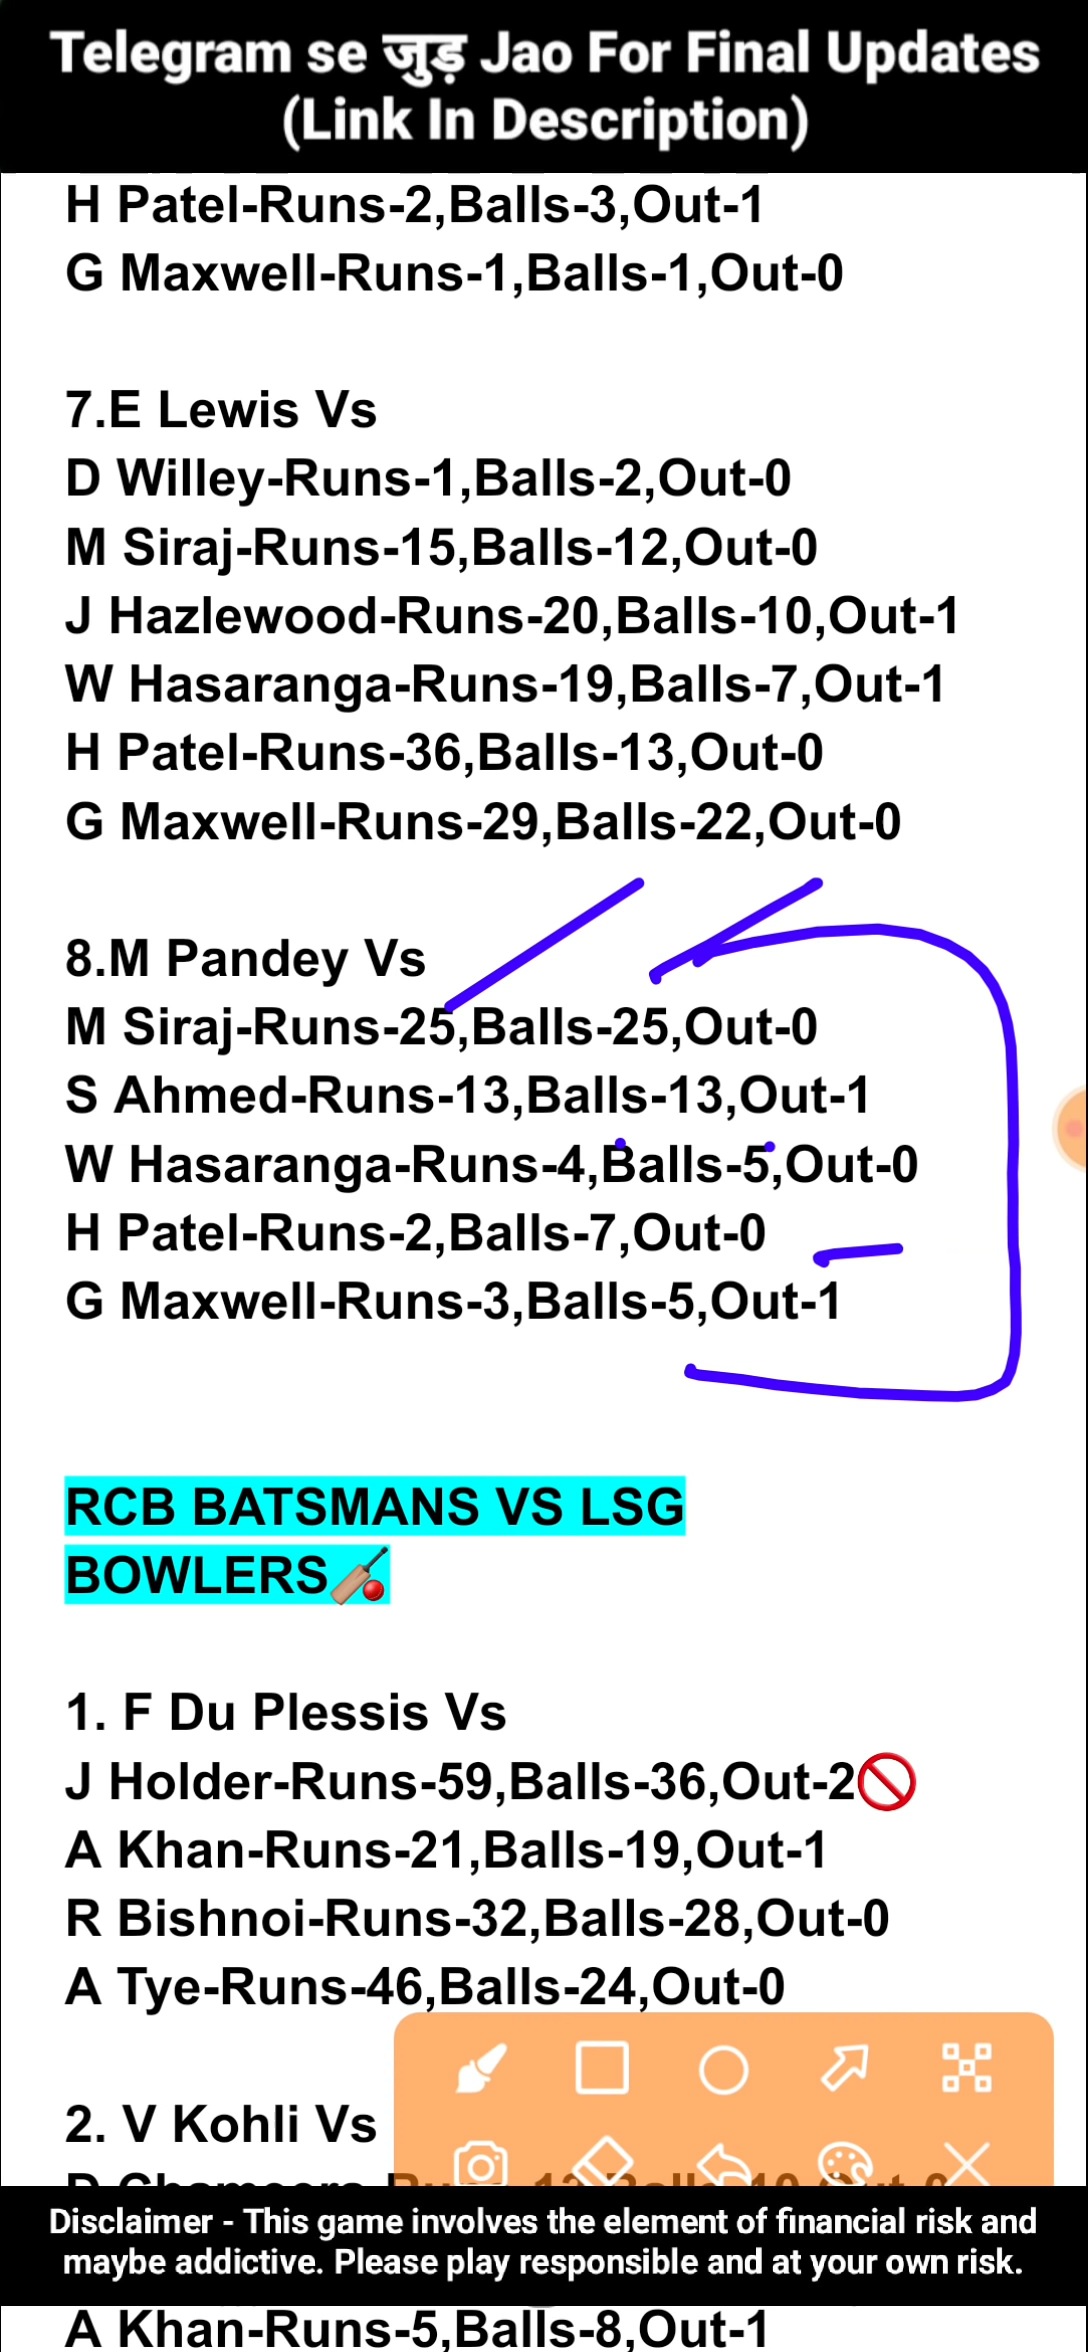 Telegram se जुड़ Jao For Final Updates
(Link In Description)
H Patel-Runs-2,Balls-3,Out-1
G Maxwell-Runs-1,Balls-1,Out-0
7.E Lewis Vs
D Willey-Runs-1,Balls-2,Out-0
M Siraj-Runs-15,Balls-12,Out-0
J Hazlewood-Runs-20,Balls-10,Out-1
W Hasaranga-Runs-19,Balls-7,Out-1
H Patel-Runs-36,Balls-13,Out-0
G Maxwell-Runs-29,Balls-22,Out-0
8.M Pandey Vs
M Siraj-Runs-25,Balls-25,Out-0
S Ahmed-Runs-13,Balls-13,Out-1
W Hasaranga-Runs-4,Balls-5,Out-0
H Patel-Runs-2,Balls-7,Out-0
G Maxwell-Runs-3,Balls-5,Out-1
RCB BATSMANS VS LSG
BOWLERS🏏
1. F Du Plessis Vs
J Holder-Runs-59,Balls-36,Out-2🚫
A Khan-Runs-21,Balls-19,Out-1
R Bishnoi-Runs-32,Balls-28,Out-0
A Tye-Runs-46,Balls-24,Out-0
2. V Kohli Vs
Disclaimer - This game involves the element of financial risk and
maybe addictive. Please play responsible and at your own risk.
A Khan-Runs-5,Balls-8,Out-1